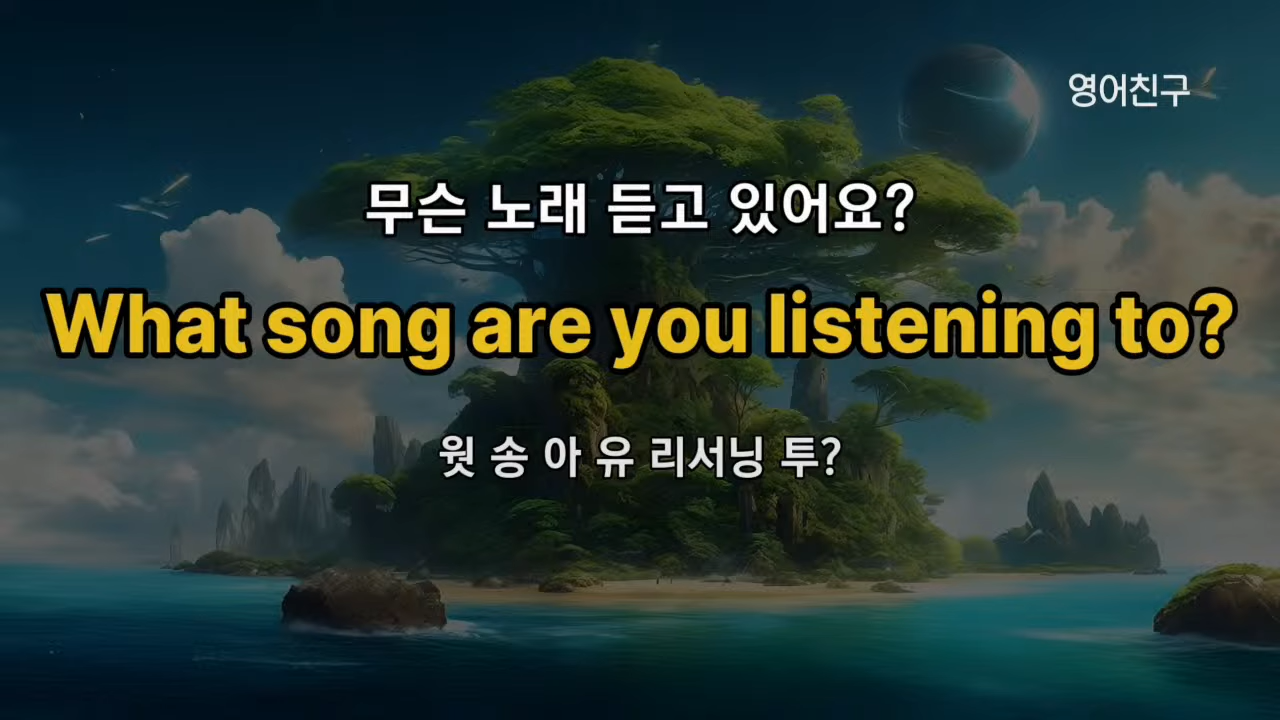 영어친구
무슨 노래 듣고 있어요?
What song are you listening to?
웟 송 아 유 리서닝 투?